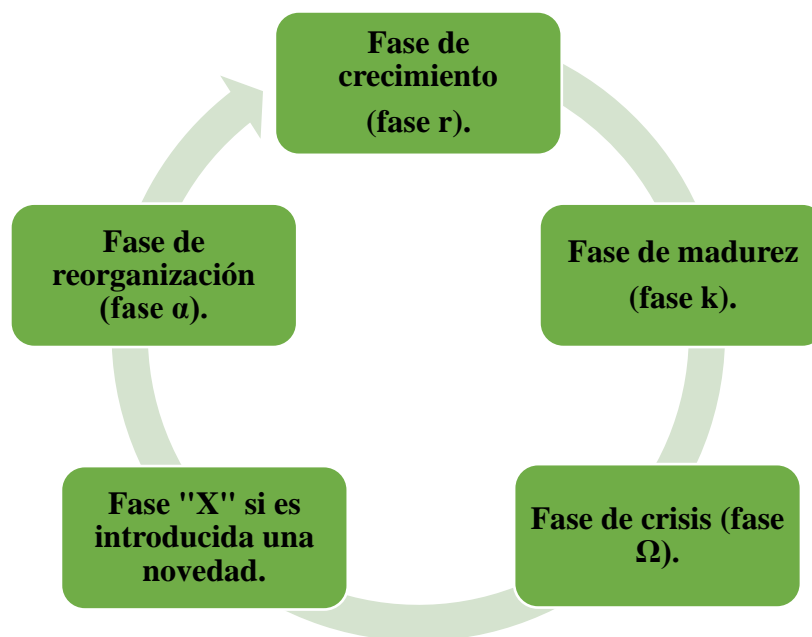 Fase de
crecimiento
(fase r).
Fase de madurez
(fase k).
Fase de crisis (fase
Ω).
Fase "X" si es
introducida una
novedad.
Fase de
reorganización
(fase α).